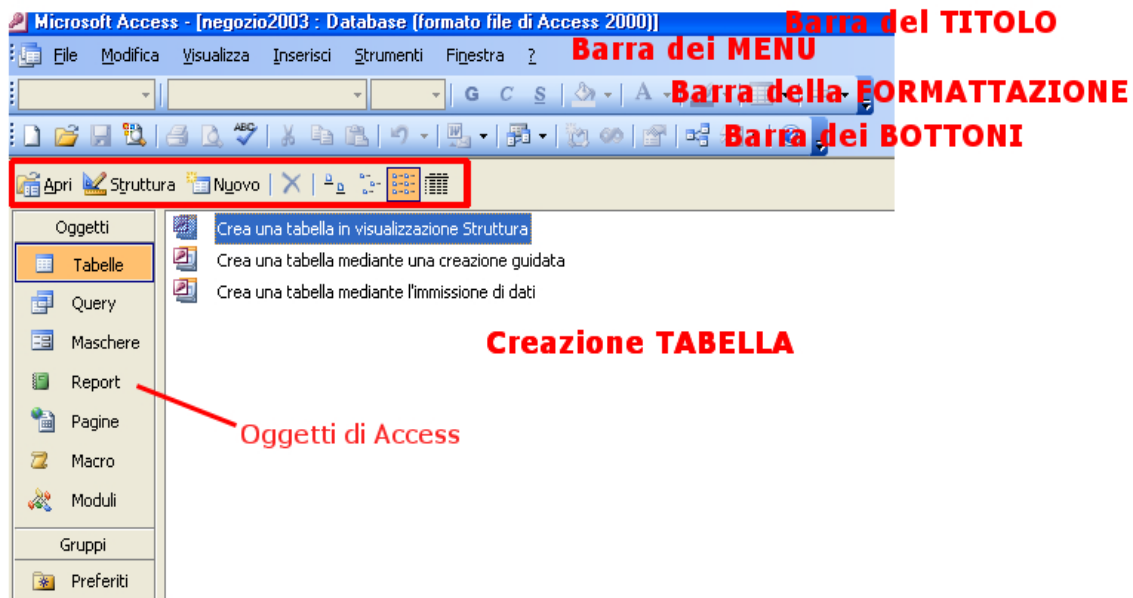 Microsoft Access - [negozio2003 : Database (formato file di Access 2000)]
Barra del TITOLO
File Modifica Visualizza Inserisci Strumenti Finestra ?
Barra dei MENU
G C S A
Barra della FORMATTAZIONE
ABC W
Barra dei BOTTONI
Apri Struttura Nuovo
Oggetti
Crea una tabella in visualizzazione Struttura
Tabelle
Crea una tabella mediante una creazione guidata
Crea una tabella mediante l'immissione di dati
Query
Maschere
Creazione TABELLA
Report
Pagine
Oggetti di Access
Macro
Moduli
Gruppi
Preferiti